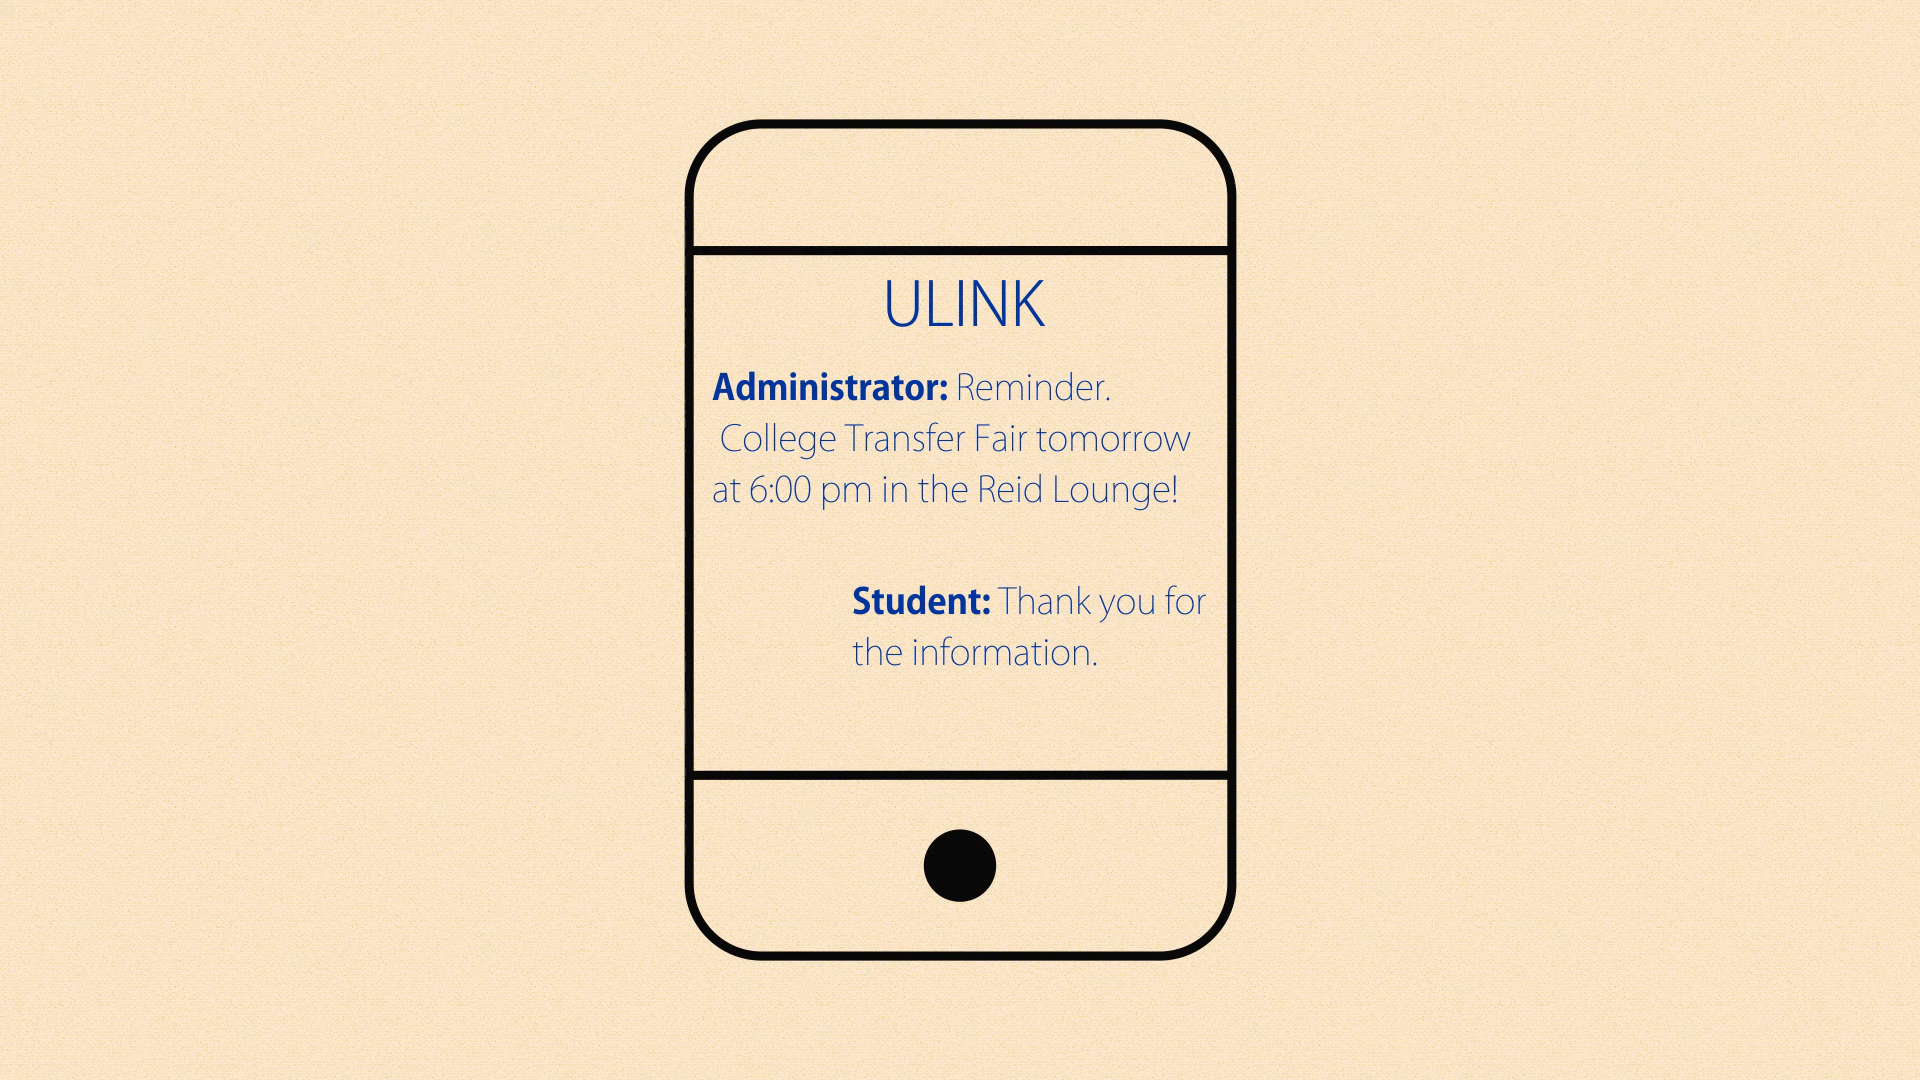 ULINK
Administrator: Reminder.
College Transfer Fair tomorrow
at 6:00 pm in the Reid Lounge!
Student: Thank you for
the information.